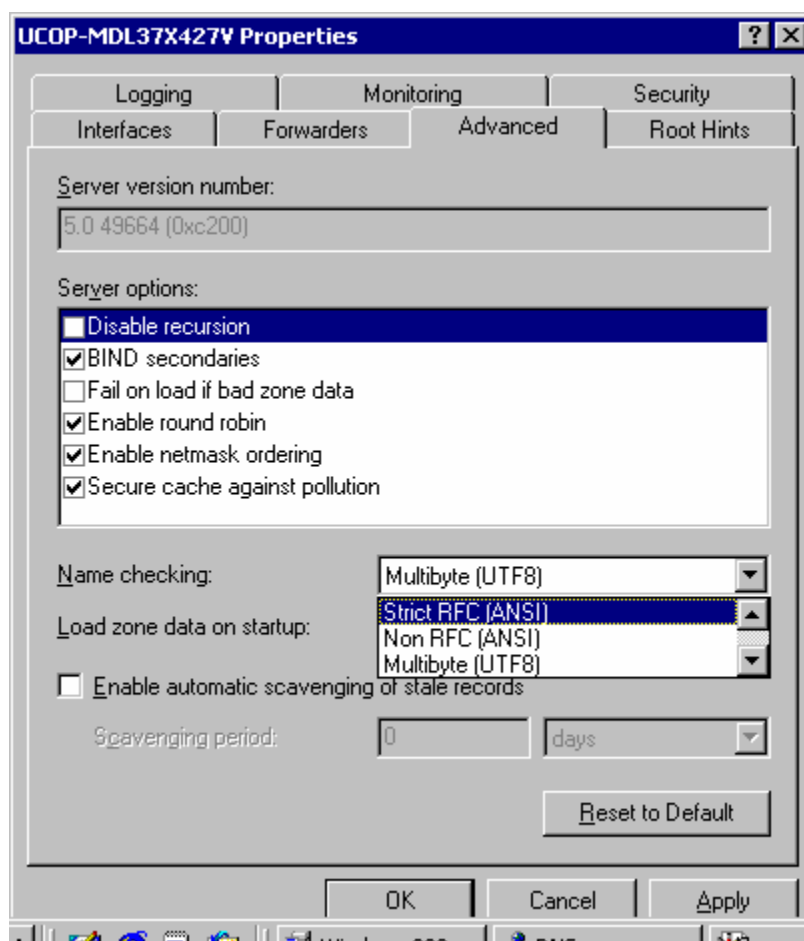 UCOP-MDL37X427V Properties
Logging Monitoring Security
Interfaces Forwarders Advanced Root Hints
Server version number:
5.0 49664 (0xc200)
Server options:
Disable recursion
BIND secondaries
Fail on load if bad zone data
Enable round robin
Enable netmask ordering
Secure cache against pollution
Name checking: Multibyte (UTF8)
Strict RFC (ANSI)
Load zone data on startup:
Non RFC (ANSI)
Multibyte (UTF8)
Enable automatic scavenging of stale records
Scavenging period: 0 days
Reset to Default
OK Cancel Apply